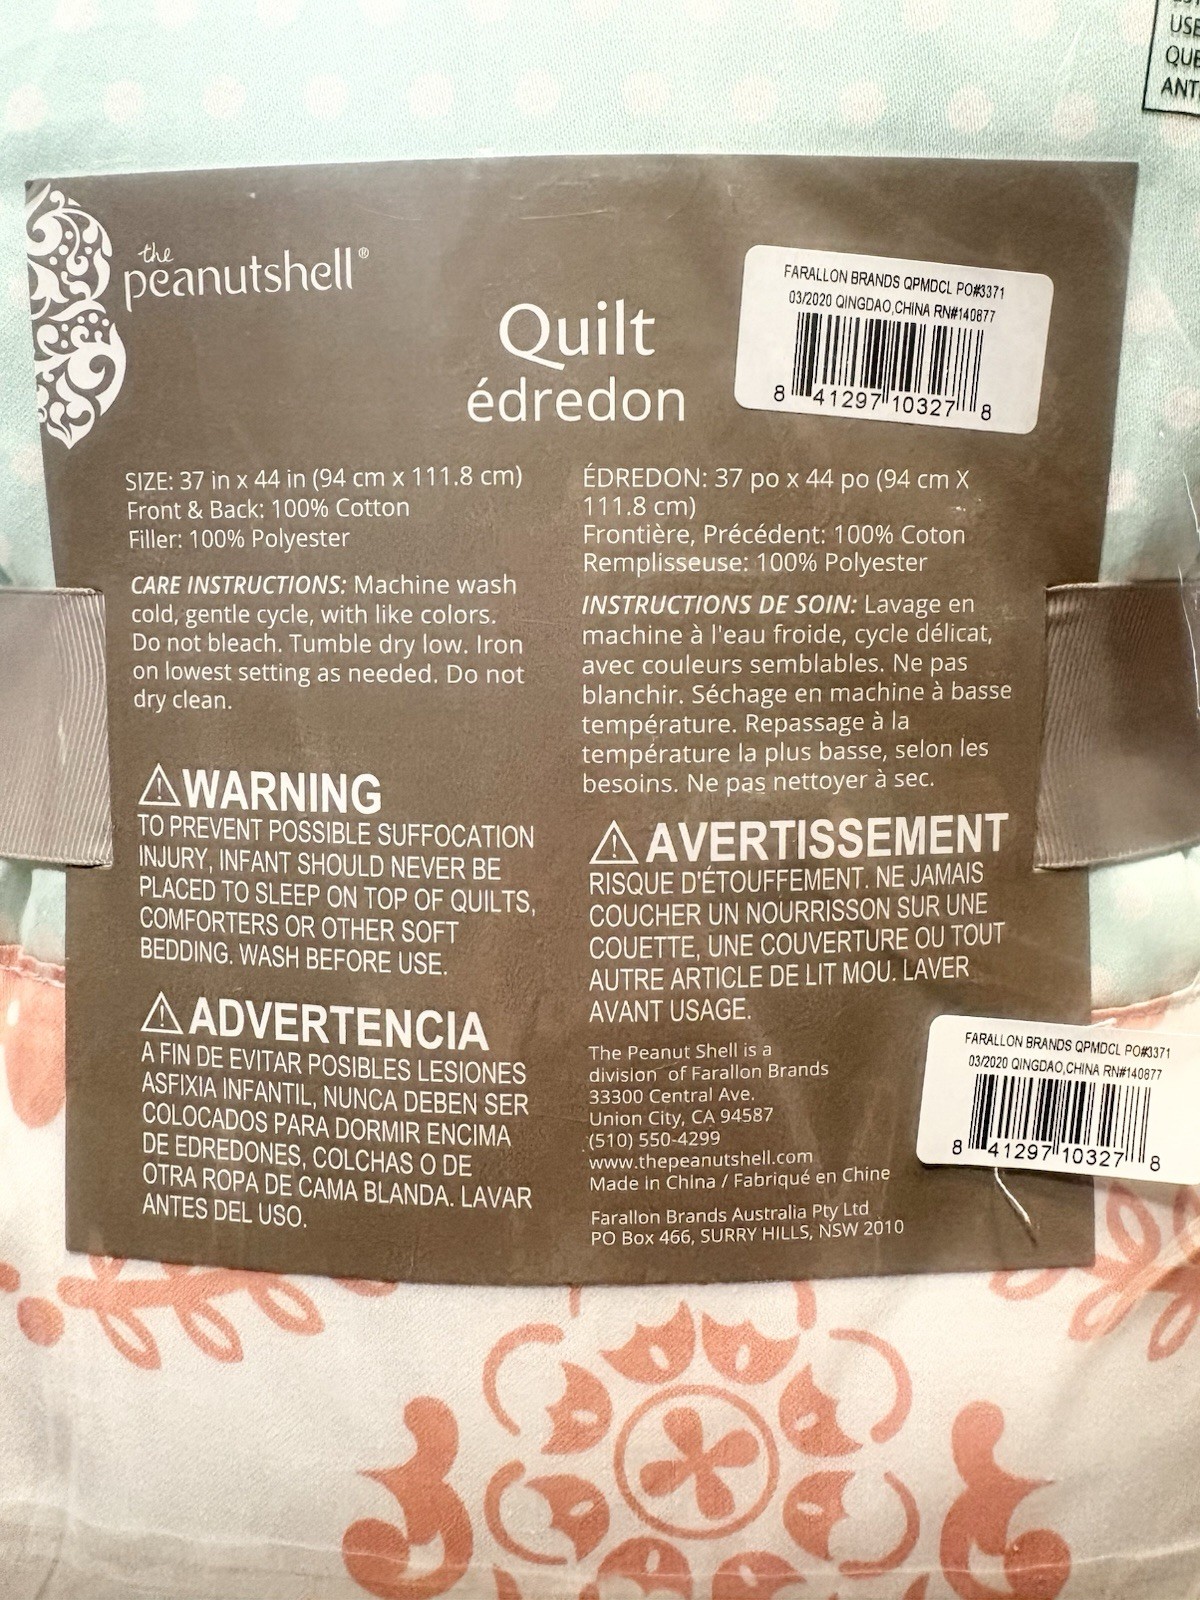 USE
QUE
ANT
the
peanutshell®
Quilt
édredon
FARALLON BRANDS QPMDCL PO#3371
03/2020 QINGDAO,CHINA RN#140877
8 41297 10327 8
SIZE: 37 in x 44 in (94 cm x 111.8 cm)
Front & Back: 100% Cotton
Filler: 100% Polyester
CARE INSTRUCTIONS: Machine wash
cold, gentle cycle, with like colors.
Do not bleach. Tumble dry low. Iron
on lowest setting as needed. Do not
dry clean.
⚠WARNING
TO PREVENT POSSIBLE SUFFOCATION
INJURY, INFANT SHOULD NEVER BE
PLACED TO SLEEP ON TOP OF QUILTS,
COMFORTERS OR OTHER SOFT
BEDDING. WASH BEFORE USE.
⚠ADVERTENCIA
A FIN DE EVITAR POSIBLES LESIONES
ASFIXIA INFANTIL, NUNCA DEBEN SER
COLOCADOS PARA DORMIR ENCIMA
DE EDREDONES, COLCHAS O DE
OTRA ROPA DE CAMA BLANDA. LAVAR
ANTES DEL USO.
ÉDREDON: 37 po x 44 po (94 cm X
111.8 cm)
Frontière, Précédent: 100% Coton
Remplisseuse: 100% Polyester
INSTRUCTIONS DE SOIN: Lavage en
machine à l'eau froide, cycle délicat,
avec couleurs semblables. Ne pas
blanchir. Séchage en machine à basse
température. Repassage à la
température la plus basse, selon les
besoins. Ne pas nettoyer à sec.
⚠AVERTISSEMENT
RISQUE D'ÉTOUFFEMENT. NE JAMAIS
COUCHER UN NOURRISSON SUR UNE
COUETTE, UNE COUVERTURE OU TOUT
AUTRE ARTICLE DE LIT MOU. LAVER
AVANT USAGE.
The Peanut Shell is a
division of Farallon Brands
33300 Central Ave.
Union City, CA 94587
(510) 550-4299
www.thepeanutshell.com
Made in China / Fabriqué en Chine
Farallon Brands Australia Pty Ltd
PO Box 466, SURRY HILLS, NSW 2010
FARALLON BRANDS QPMDCL PO#3371
03/2020 QINGDAO,CHINA RN#140877
8 41297 10327 8